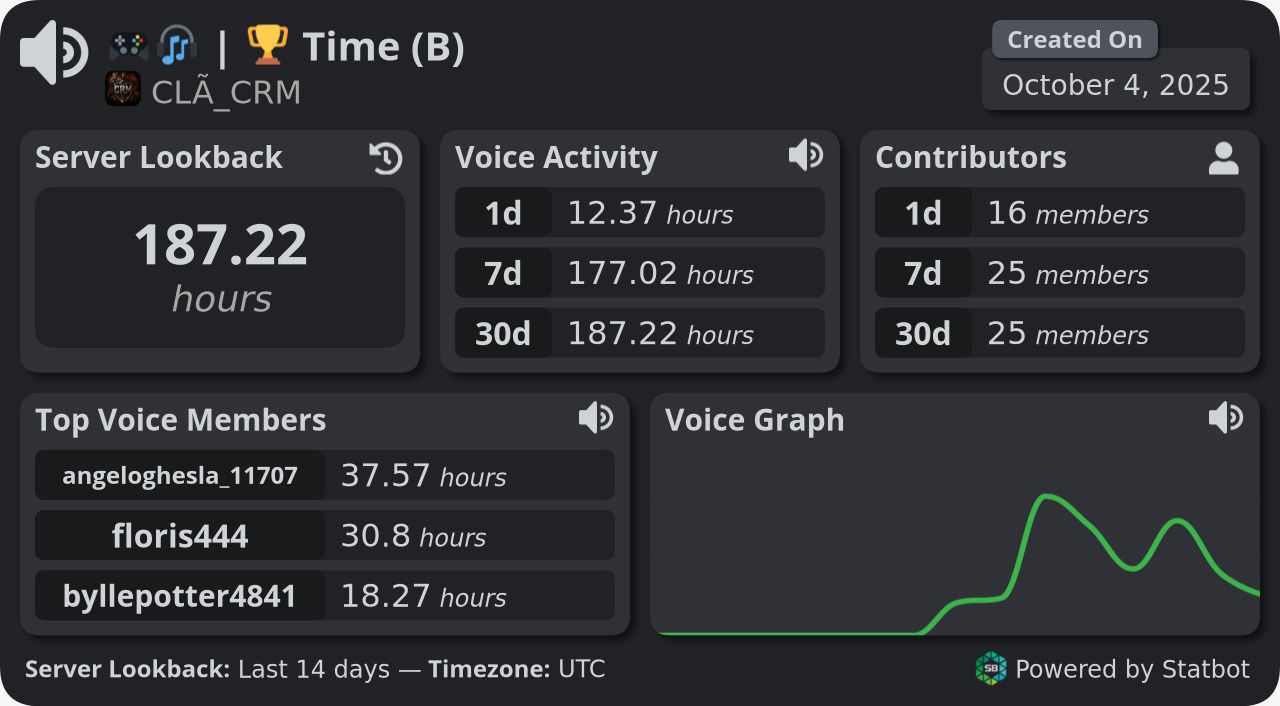 | Time (B)
CLÃ_CRM
Created On
October 4, 2025
Server Lookback
187.22
hours
Voice Activity
1d 12.37 hours
7d 177.02 hours
30d 187.22 hours
Contributors
1d 16 members
7d 25 members
30d 25 members
Top Voice Members
angeloghesla_11707 37.57 hours
floris444 30.8 hours
byllepotter4841 18.27 hours
Voice Graph
Server Lookback: Last 14 days — Timezone: UTC
SB Powered by Statbot